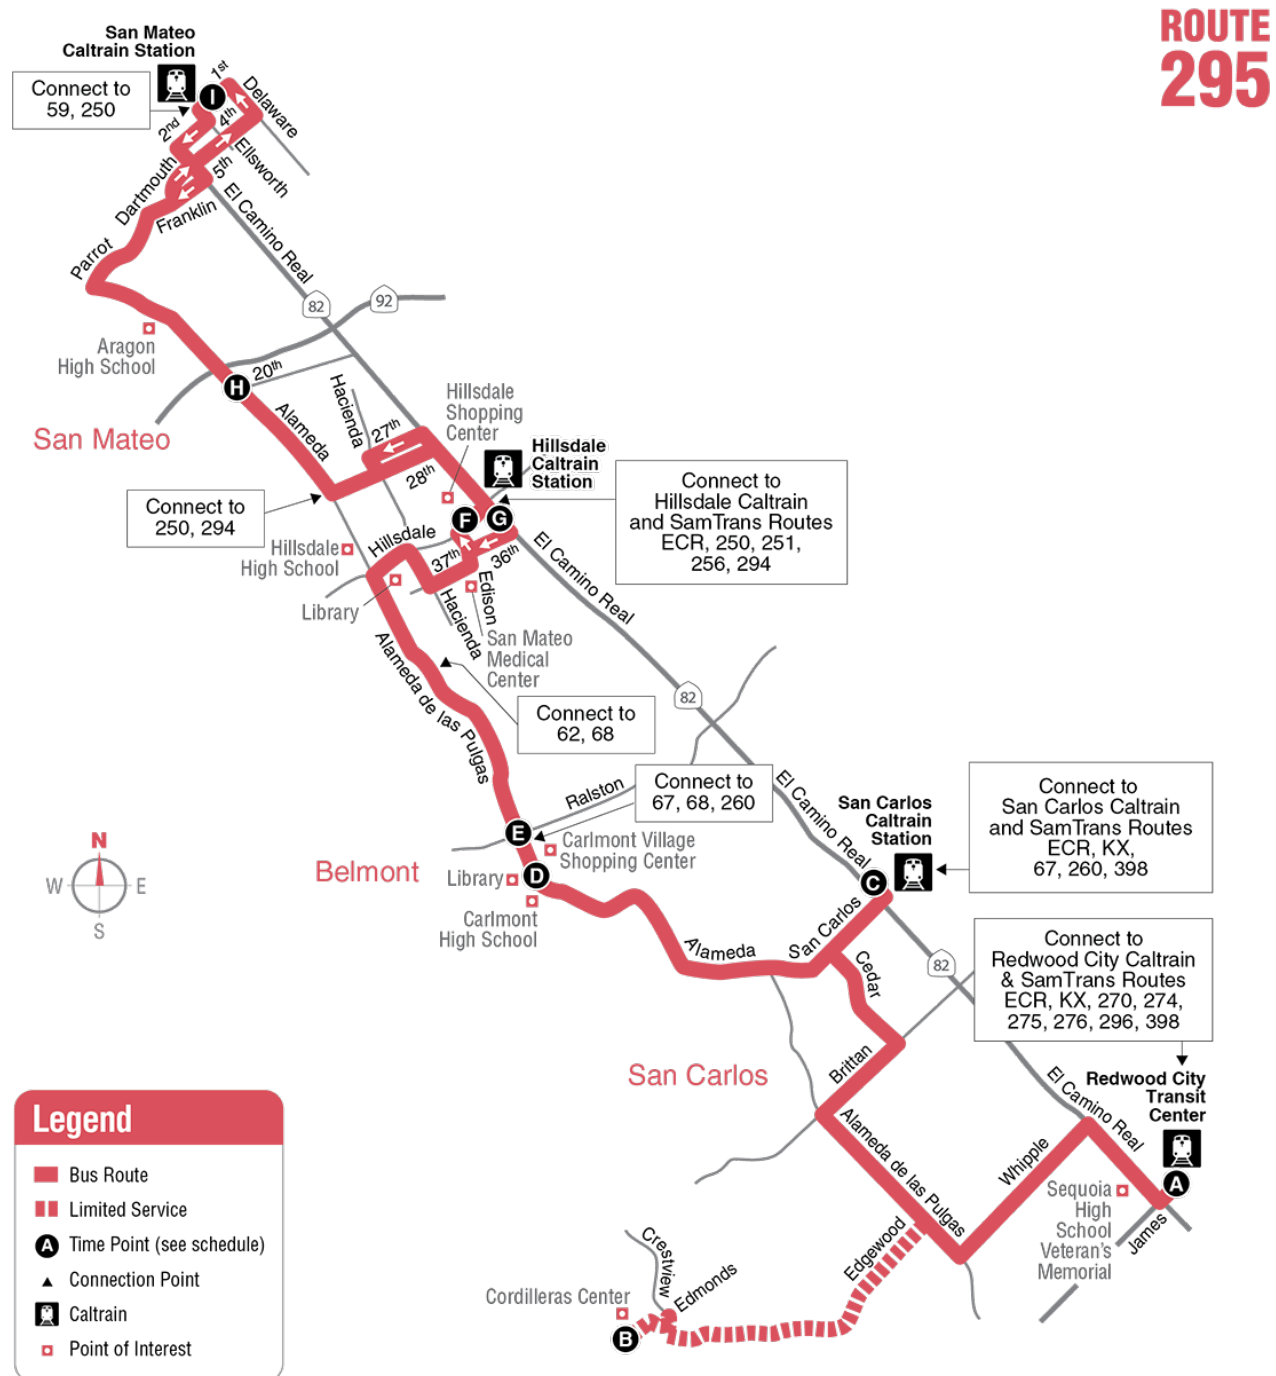 ROUTE
295
San Mateo
Caltrain Station
Connect to
59, 250
I
1st
Delaware
2nd
4th
Ellsworth
5th
Dartmouth
Franklin
Parrot
El Camino Real
82
92
Aragon
High School
H
20th
San Mateo
Alameda
Hacienda
27th
28th
Hillsdale
Shopping
Center
Hillsdale
Caltrain
Station
Connect to
Hillsdale Caltrain
and SamTrans Routes
ECR, 250, 251,
256, 294
Connect to
250, 294
F
G
Hillsdale
High School
Hillsdale
37th
36th
Edison
Hacienda
Library
El Camino Real
San Mateo
Medical
Center
Alameda de las Pulgas
82
Connect to
62, 68
Connect to
67, 68, 260
Ralston
El Camino Real
E
Carlmont Village
Shopping Center
Belmont
Library
D
Carlmont
High School
San Carlos
Caltrain
Station
C
Connect to
San Carlos Caltrain
and SamTrans Routes
ECR, KX,
67, 260, 398
N
W
E
S
Alameda
San Carlos
Cedar
82
Connect to
Redwood City Caltrain
& SamTrans Routes
ECR, KX, 270, 274,
275, 276, 296, 398
Brittan
San Carlos
El Camino Real
Redwood City
Transit
Center
A
Alameda de las Pulgas
Whipple
Sequoia
High
School
Veteran's
Memorial
James
Edgewood
Crestview
Edmonds
Cordilleras Center
B
Legend
Bus Route
Limited Service
A
Time Point (see schedule)
Connection Point
Caltrain
Point of Interest